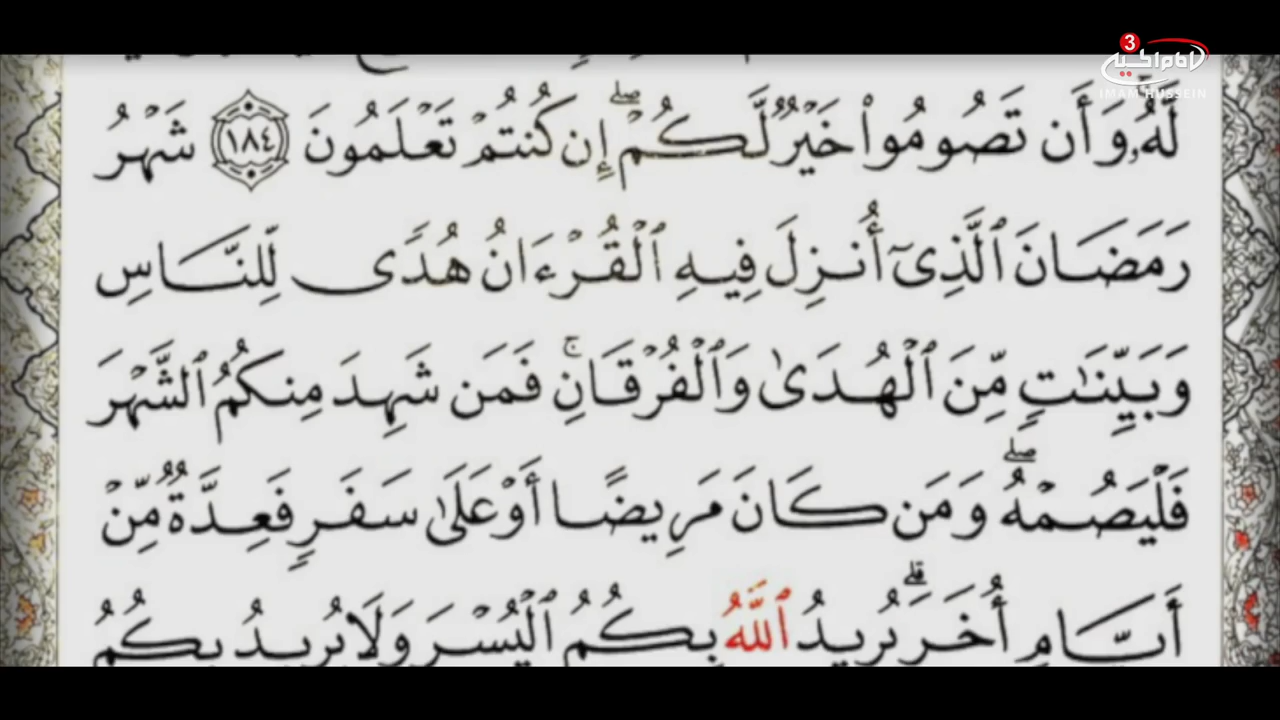 3
IMAM HUSSEIN
لَّهُۥ وَأَن تَصُومُوا۟ خَيْرٌ لَّكُمْ ۖ إِن كُنتُمْ تَعْلَمُونَ ١٨٤ شَهْرُ
رَمَضَانَ ٱلَّذِىٓ أُنزِلَ فِيهِ ٱلْقُرْءَانُ هُدًى لِّلنَّاسِ
وَبَيِّنَٰتٍ مِّنَ ٱلْهُدَىٰ وَٱلْفُرْقَانِ ۚ فَمَن شَهِدَ مِنكُمُ ٱلشَّهْرَ
فَلْيَصُمْهُ ۖ وَمَن كَانَ مَرِيضًا أَوْ عَلَىٰ سَفَرٍ فَعِدَّةٌ مِّنْ
أَيَّامٍ أُخَرَ ۗ يُرِيدُ ٱللَّهُ بِكُمُ ٱلْيُسْرَ وَلَا يُرِيدُ بِكُمُ